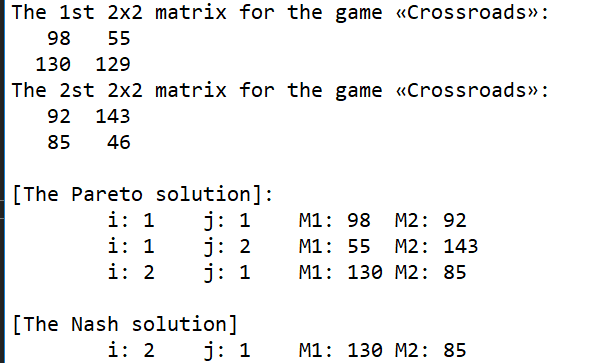 The 1st 2x2 matrix for the game «Crossroads»:
98 55
130 129
The 2st 2x2 matrix for the game «Crossroads»:
92 143
85 46
[The Pareto solution]:
i: 1 j: 1 M1: 98 M2: 92
i: 1 j: 2 M1: 55 M2: 143
i: 2 j: 1 M1: 130 M2: 85
[The Nash solution]
i: 2 j: 1 M1: 130 M2: 85